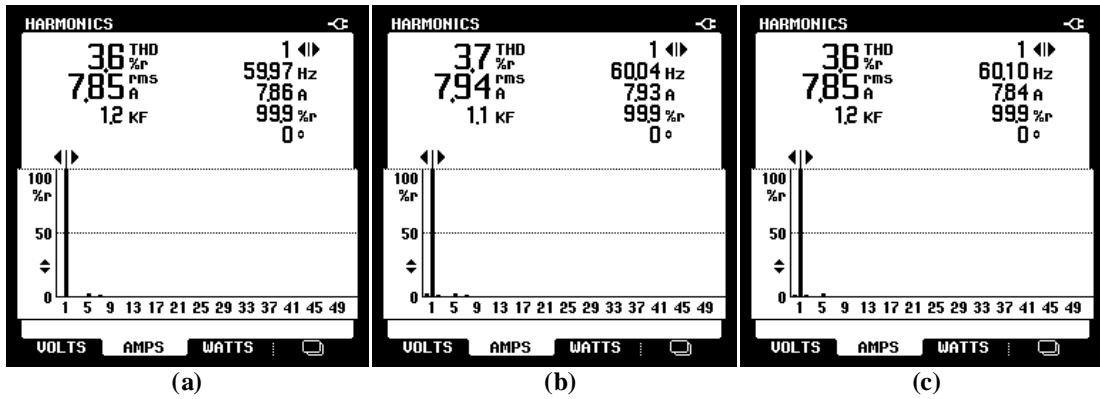 HARMONICS
3.6 THD %r
7.85 rms A
1.2 KF
1
59.97 Hz
7.86 A
99.9 %r
0 °
100
%r
50
0
1 5 9 13 17 21 25 29 33 37 41 45 49
VOLTS AMPS WATTS
(a)
HARMONICS
3.7 THD %r
7.94 rms A
1.1 KF
1
60.04 Hz
7.93 A
99.9 %r
0 °
100
%r
50
0
1 5 9 13 17 21 25 29 33 37 41 45 49
VOLTS AMPS WATTS
(b)
HARMONICS
3.6 THD %r
7.85 rms A
1.2 KF
1
60.10 Hz
7.84 A
99.9 %r
0 °
100
%r
50
0
1 5 9 13 17 21 25 29 33 37 41 45 49
VOLTS AMPS WATTS
(c)